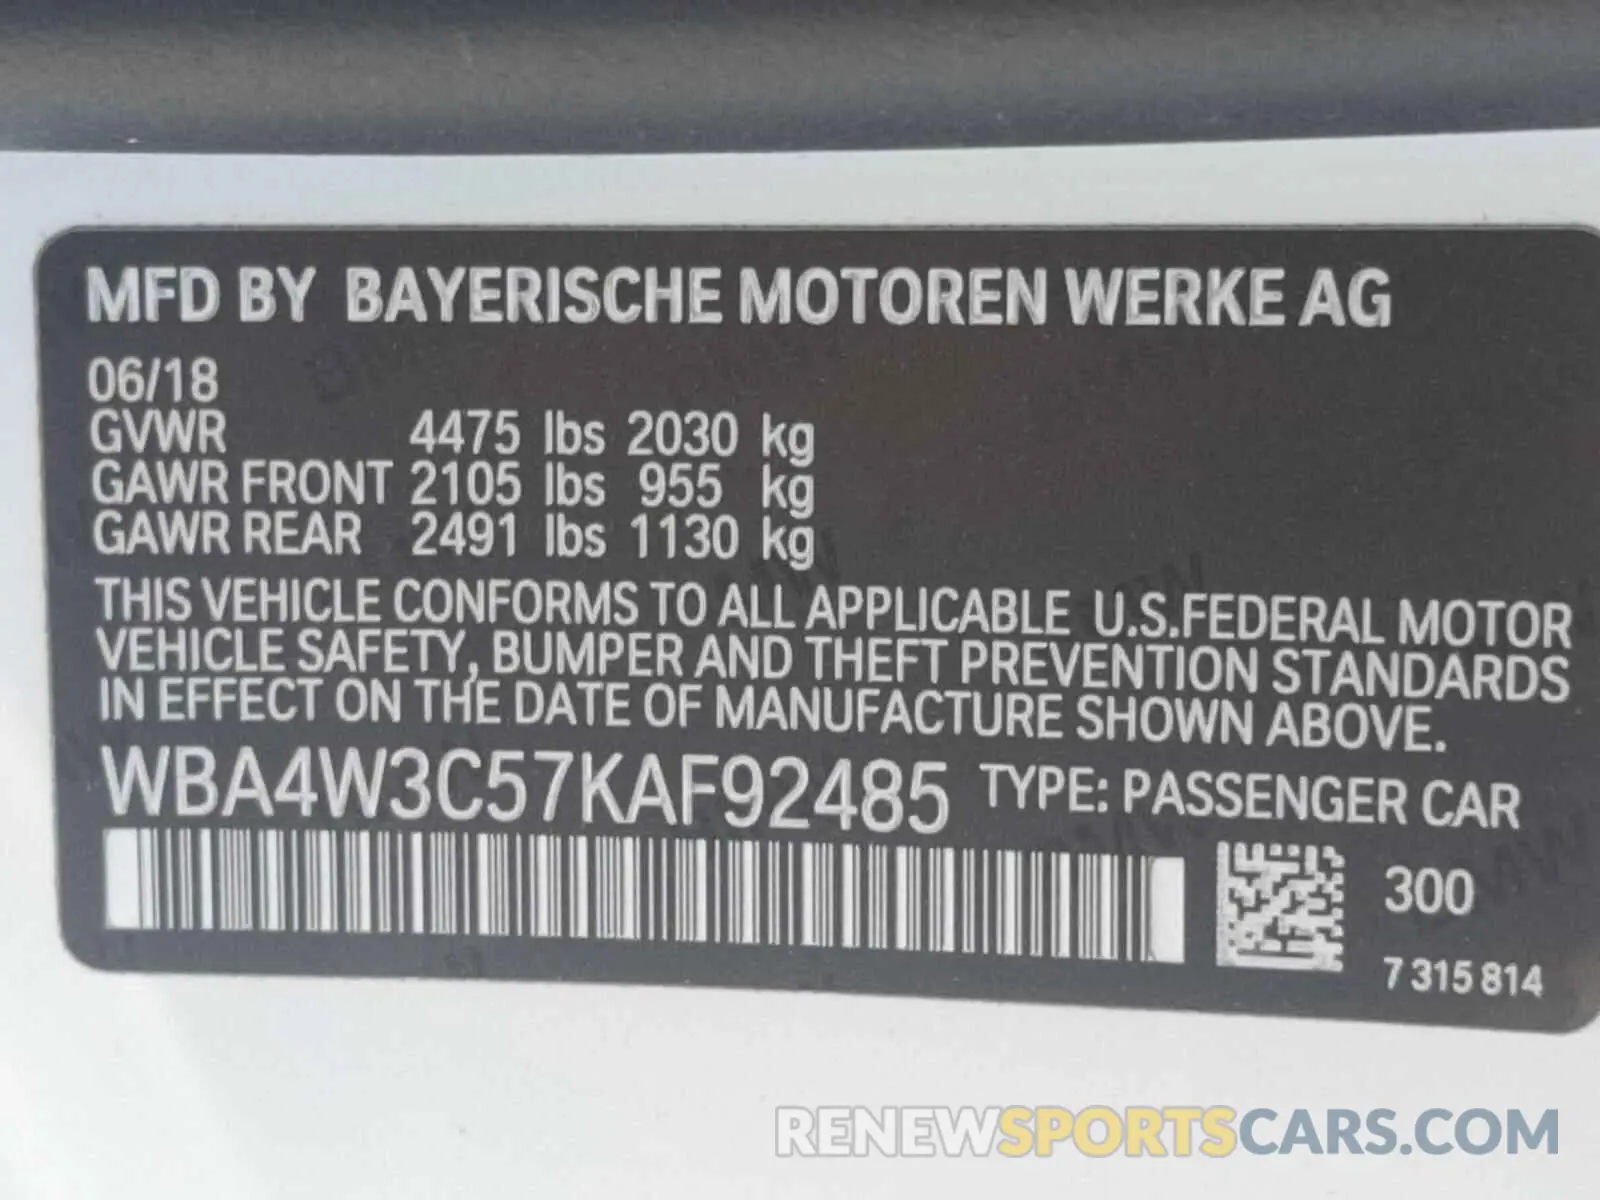 MFD BY BAYERISCHE MOTOREN WERKE AG
06/18
GVWR 4475 lbs 2030 kg
GAWR FRONT 2105 lbs 955 kg
GAWR REAR 2491 lbs 1130 kg
THIS VEHICLE CONFORMS TO ALL APPLICABLE U.S.FEDERAL MOTOR
VEHICLE SAFETY, BUMPER AND THEFT PREVENTION STANDARDS
IN EFFECT ON THE DATE OF MANUFACTURE SHOWN ABOVE.
WBA4W3C57KAF92485 TYPE: PASSENGER CAR
300
7 315 814
RENEWSPORTSCARS.COM